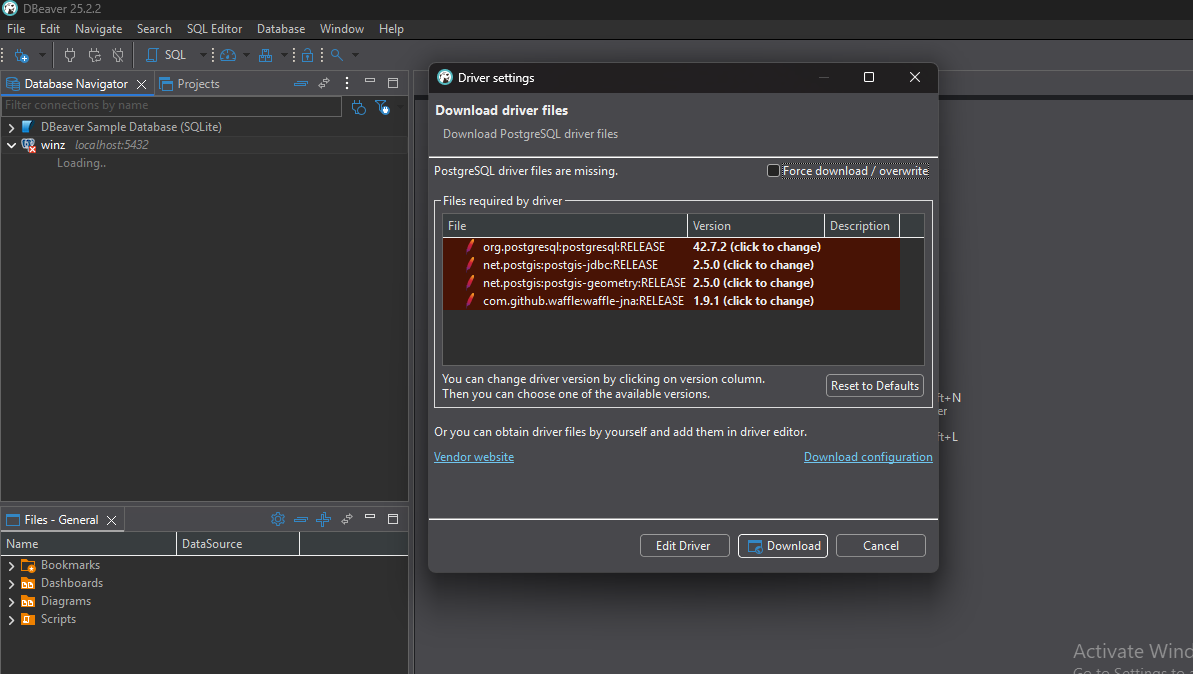 DBeaver 25.2.2
File Edit Navigate Search SQL Editor Database Window Help
SQL
Database Navigator Projects
Filter connections by name
DBeaver Sample Database (SQLite)
winz localhost:5432
Loading..
Driver settings
Download driver files
Download PostgreSQL driver files
PostgreSQL driver files are missing.
Force download / overwrite
Files required by driver
File Version Description
org.postgresql:postgresql:RELEASE 42.7.2 (click to change)
net.postgis:postgis-jdbc:RELEASE 2.5.0 (click to change)
net.postgis:postgis-geometry:RELEASE 2.5.0 (click to change)
com.github.waffle:waffle-jna:RELEASE 1.9.1 (click to change)
You can change driver version by clicking on version column.
Then you can choose one of the available versions.
Reset to Defaults
Or you can obtain driver files by yourself and add them in driver editor.
Vendor website Download configuration
Edit Driver Download Cancel
ft+N
er
ft+L
Files - General
Name DataSource
Bookmarks
Dashboards
Diagrams
Scripts
Activate Wind
Go to Settings to